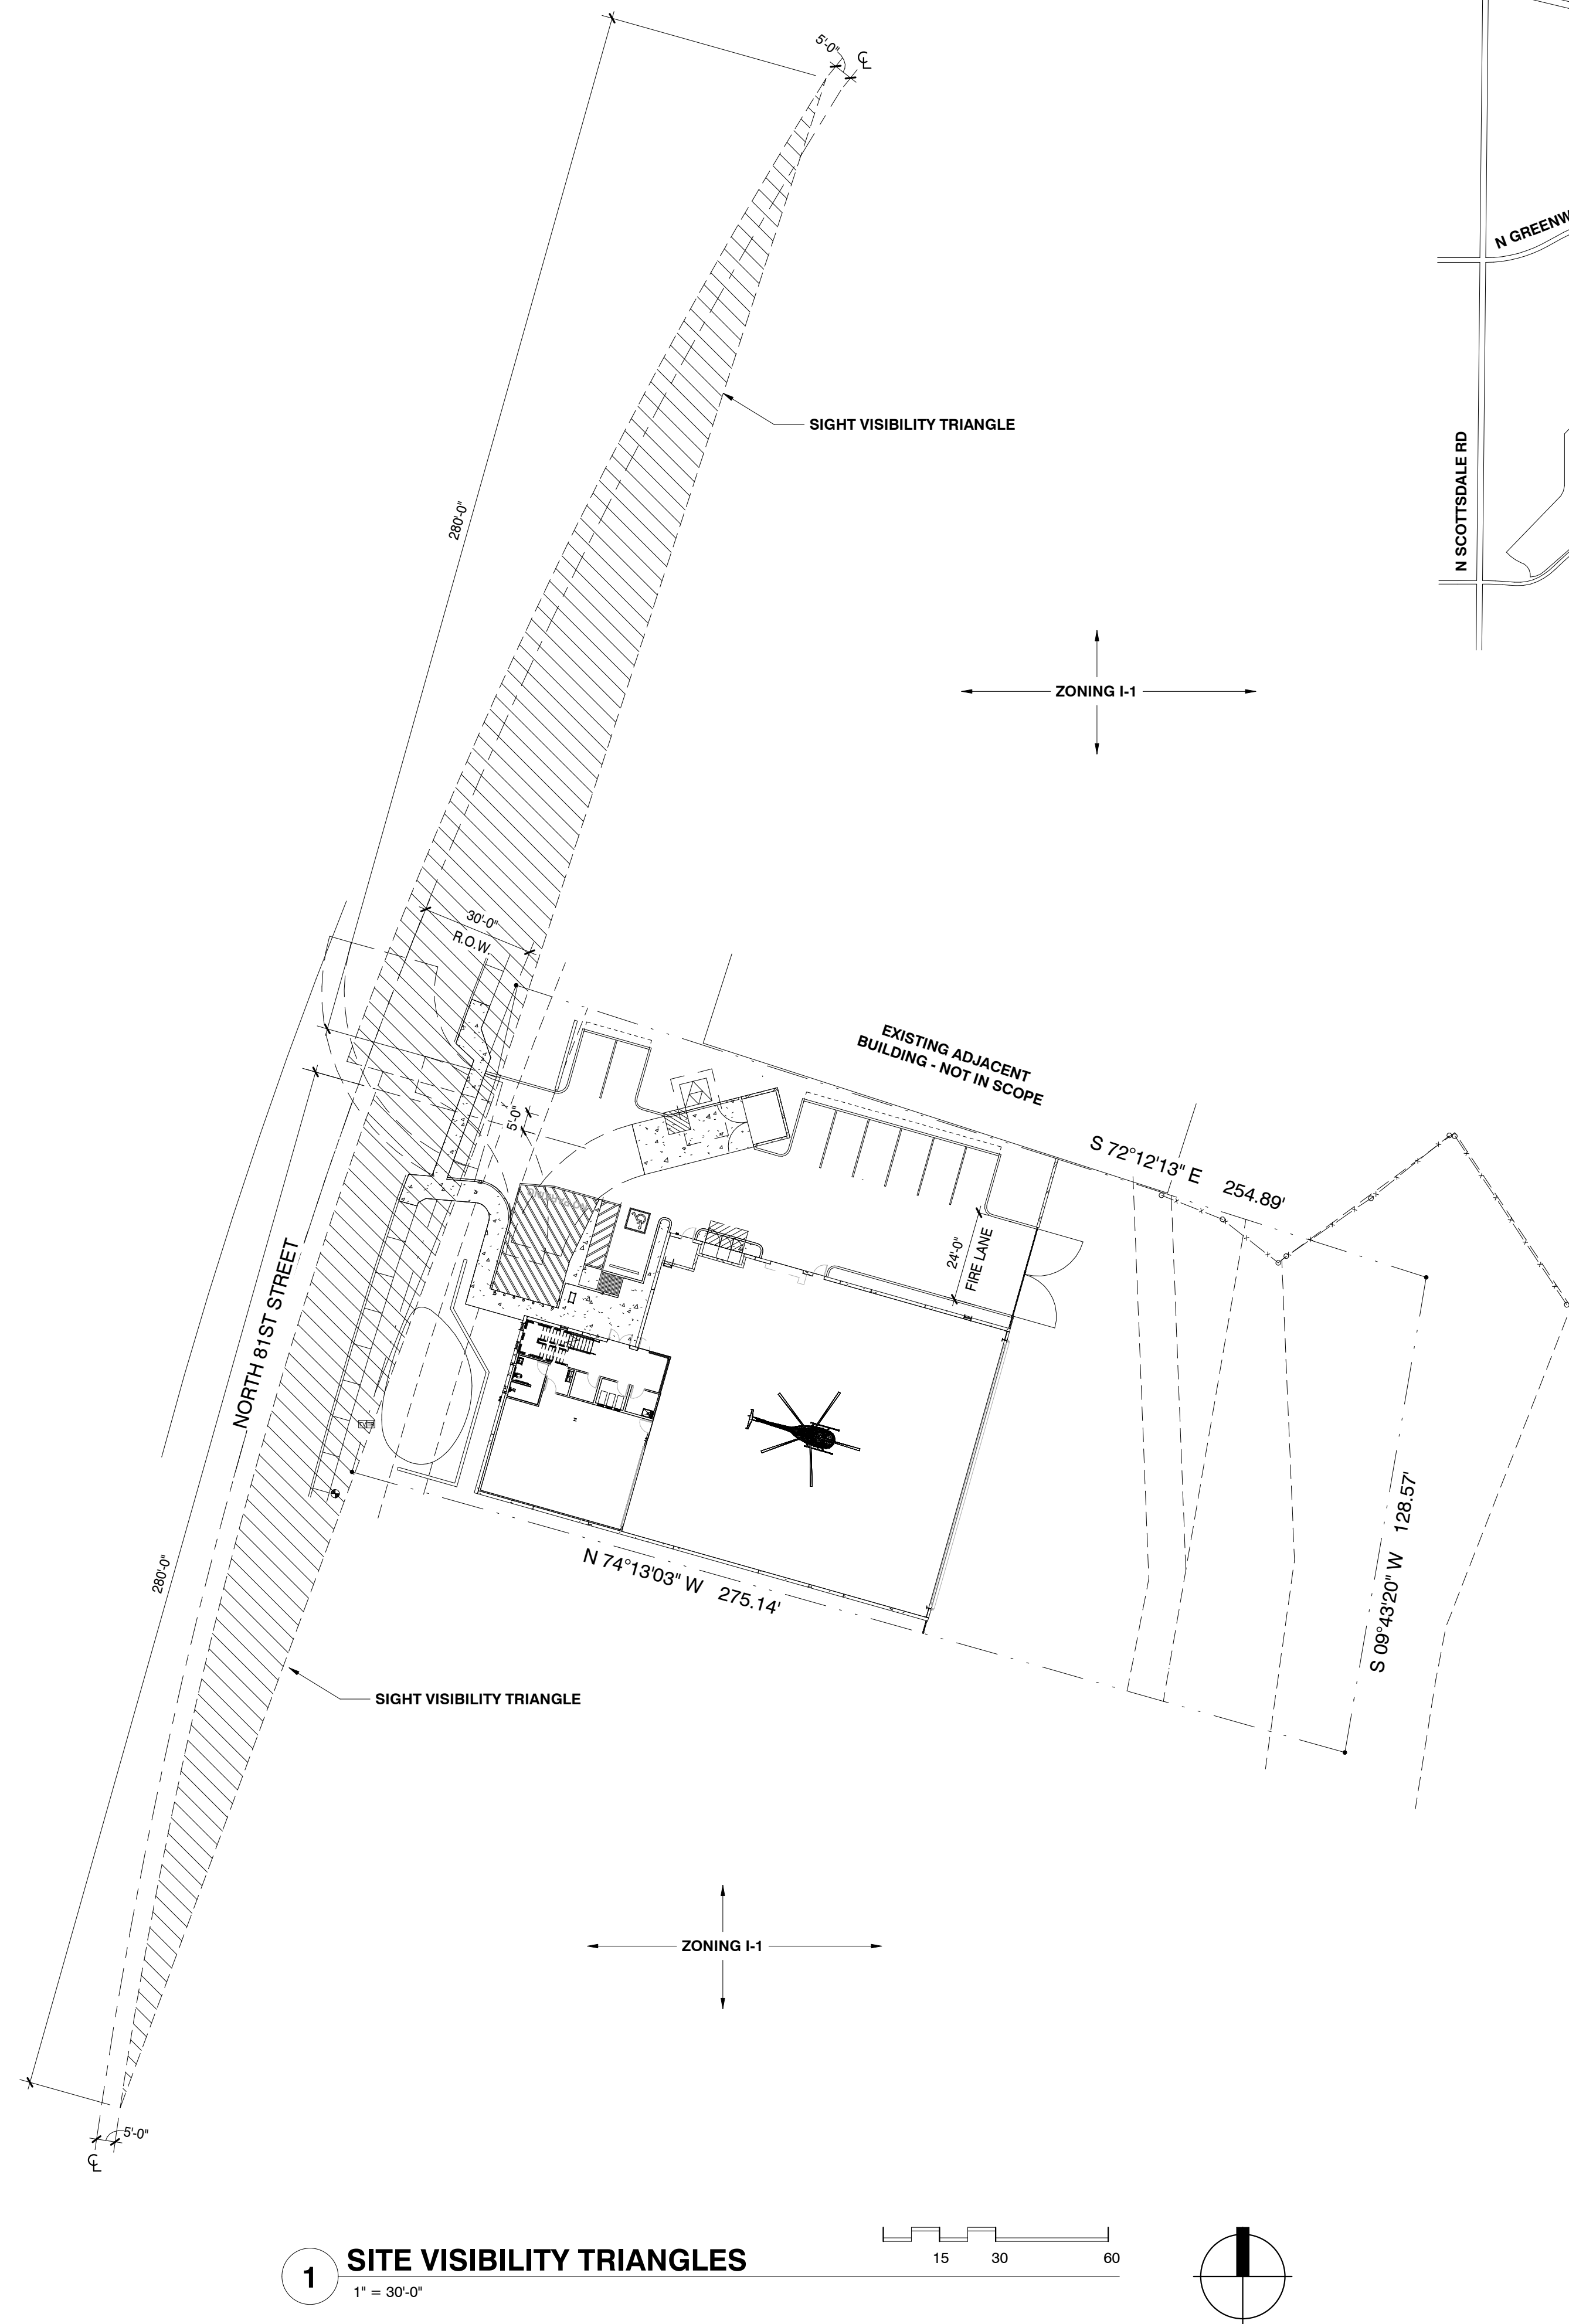 5'-0"
℄
N GREENW
SIGHT VISIBILITY TRIANGLE
N SCOTTSDALE RD
280'-0"
ZONING I-1
30'-0"
R.O.W.
EXISTING ADJACENT
BUILDING - NOT IN SCOPE
5'-0"
S 72°12'13" E 254.89'
24'-0"
FIRE LANE
NORTH 81ST STREET
S 09°43'20" W 128.57'
280'-0"
N 74°13'03" W 275.14'
SIGHT VISIBILITY TRIANGLE
ZONING I-1
5'-0"
℄
1 SITE VISIBILITY TRIANGLES
1" = 30'-0"
15 30 60